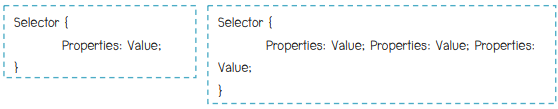 Selector {
Properties: Value;
}
Selector {
Properties: Value; Properties: Value; Properties:
Value;
}